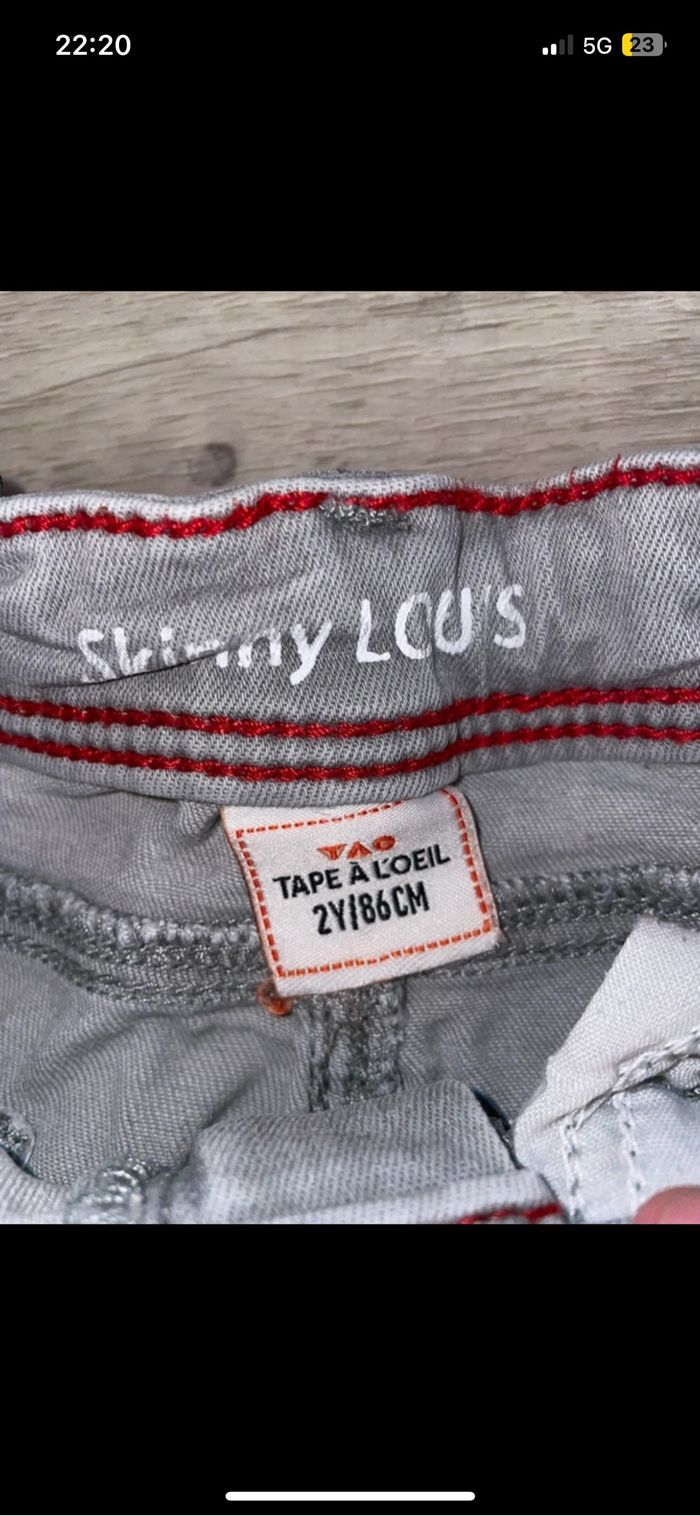 22:20
5G
23
Skinny LOU'S
TAO
TAPE À L'OEIL
2Y/86CM